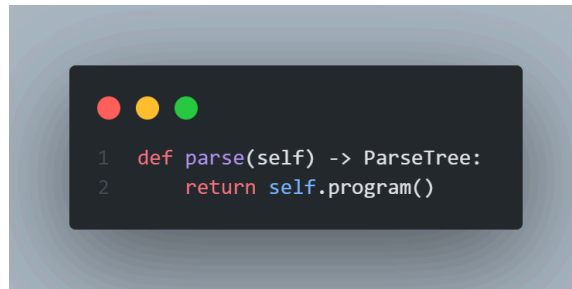 1 def parse(self) -> ParseTree:
2     return self.program()